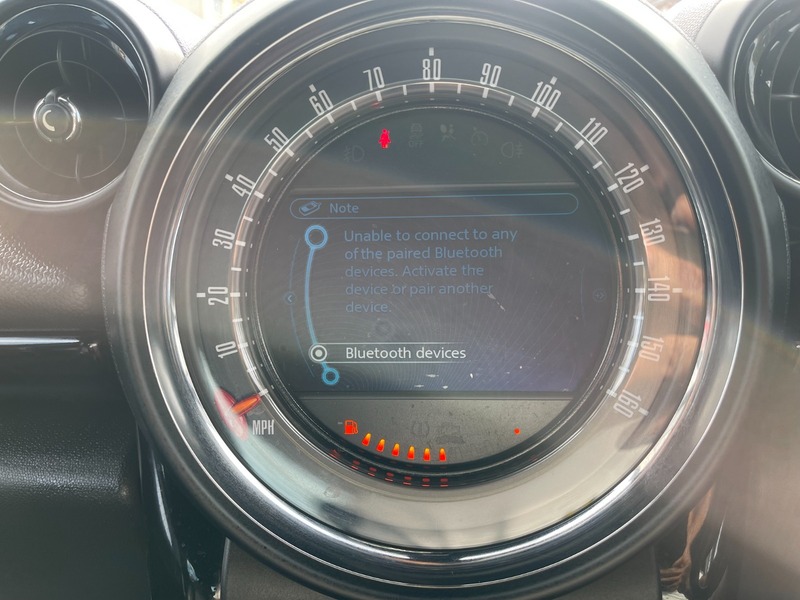 80
70
90
60
100
50
110
OFF
40
120
Note
30
130
Unable to connect to any
of the paired Bluetooth
devices. Activate the
device or pair another
device.
20
140
10
150
Bluetooth devices
160
MPH